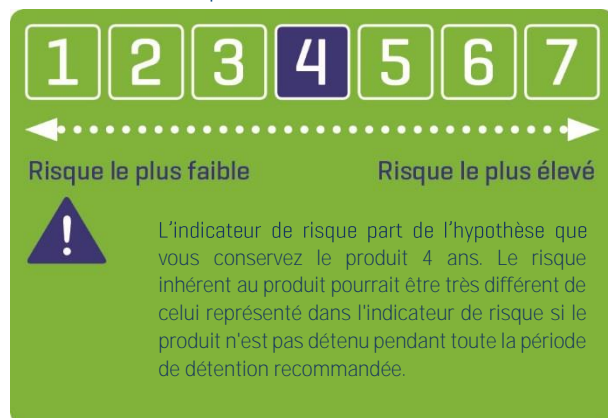 1 2 3 4 5 6 7
Risque le plus faible Risque le plus élevé
!
L'indicateur de risque part de l'hypothèse que
vous conservez le produit 4 ans. Le risque
inhérent au produit pourrait être très différent de
celui représenté dans l'indicateur de risque si le
produit n'est pas détenu pendant toute la période
de détention recommandée.